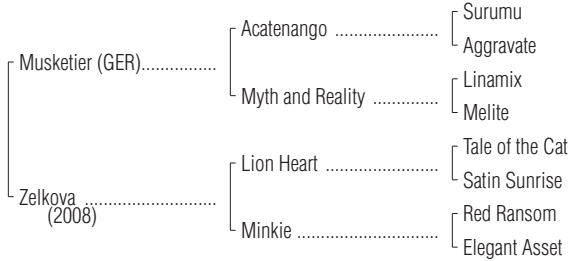 Surumu
Acatenango ......................
Aggravate
Musketier (GER)................
Linamix
Myth and Reality ..............
Melite
Tale of the Cat
Lion Heart ........................
Satin Sunrise
Zelkova ............................
(2008)
Red Ransom
Minkie ..............................
Elegant Asset